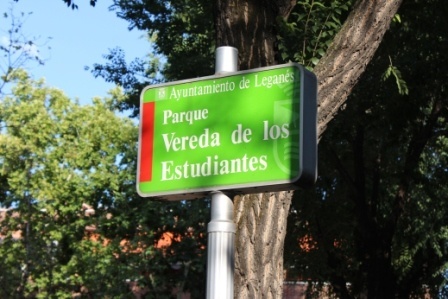 Ayuntamiento de Leganés
Parque
Vereda de los
Estudiantes